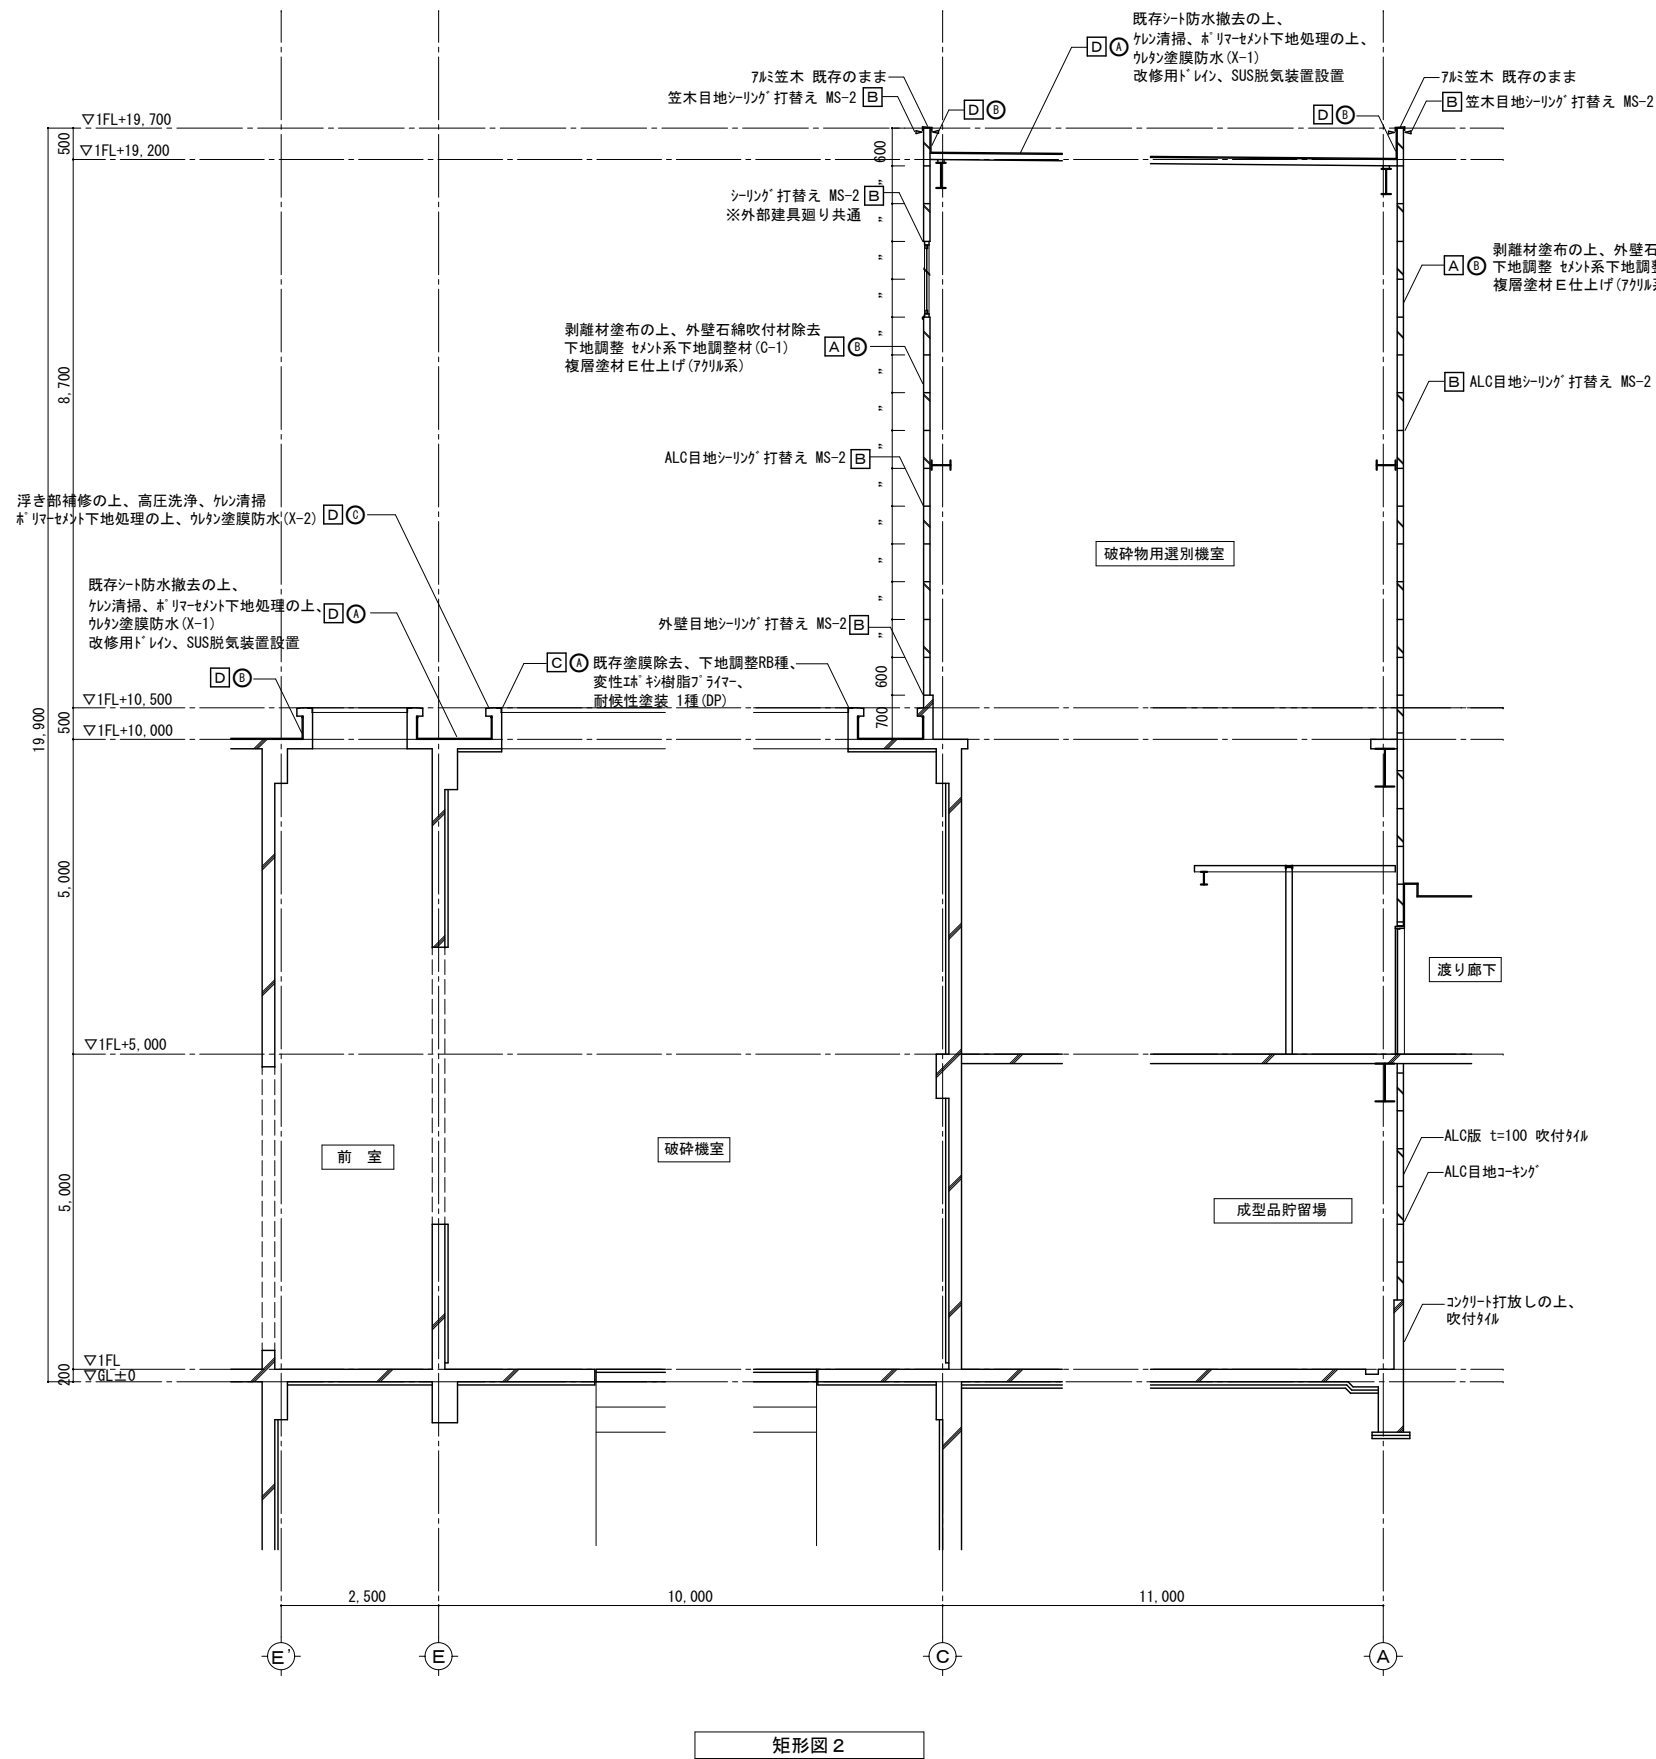 既存シート防水撤去の上、
ケレン清掃、ポリマーセメント下地処理の上、
ウレタン塗膜防水(X-1)
改修用ドレイン、SUS脱気装置設置
D A
アルミ笠木 既存のまま
笠木目地シーリング打替え MS-2 B
D B
D B
アルミ笠木 既存のまま
B 笠木目地シーリング打替え MS-2
▽1FL+19,700
500
▽1FL+19,200
600
シーリング打替え MS-2 B
※外部建具廻り共通
〃
〃
〃
〃
〃
〃
〃
〃
〃
〃
〃
〃
600
700
A B 剥離材塗布の上、外壁石
下地調整 セメント系下地調整
複層塗材E仕上げ(アクリル系
剥離材塗布の上、外壁石綿吹付材除去
下地調整 セメント系下地調整材(C-1)
複層塗材E仕上げ(アクリル系)
A B
8,700
B ALC目地シーリング打替え MS-2
ALC目地シーリング打替え MS-2 B
浮き部補修の上、高圧洗浄、ケレン清掃
ポリマーセメント下地処理の上、ウレタン塗膜防水(X-2) D C
破砕物用選別機室
既存シート防水撤去の上、
ケレン清掃、ポリマーセメント下地処理の上、
ウレタン塗膜防水(X-1)
改修用ドレイン、SUS脱気装置設置
D A
外壁目地シーリング打替え MS-2 B
D B
C A 既存塗膜除去、下地調整RB種、
変性エポキシ樹脂プライマー、
耐候性塗装 1種(DP)
▽1FL+10,500
19,900
500
▽1FL+10,000
5,000
渡り廊下
▽1FL+5,000
ALC版 t=100 吹付タイル
ALC目地コーキング
前 室
破砕機室
5,000
成型品貯留場
コンクリート打放しの上、
吹付タイル
▽1FL
200
▽GL±0
2,500
10,000
11,000
E'
E
C
A
矩形図2